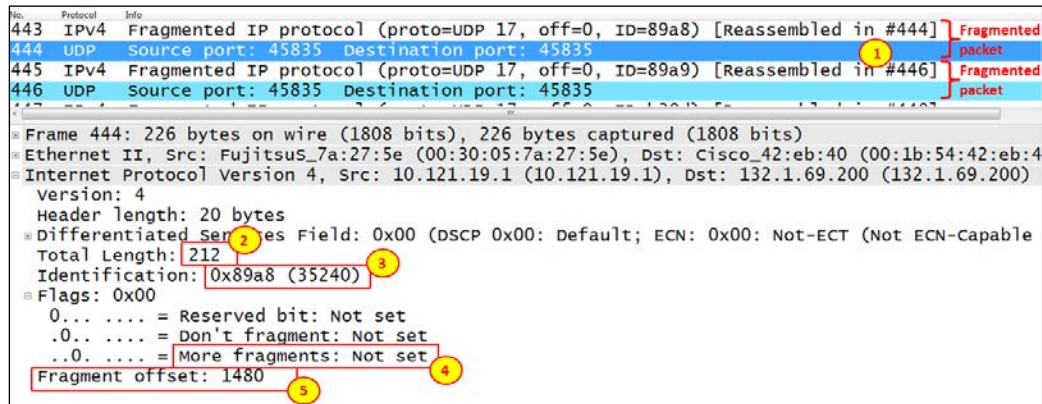 No. Protocol Info
443 IPv4 Fragmented IP protocol (proto=UDP 17, off=0, ID=89a8) [Reassembled in #444] Fragmented
444 UDP Source port: 45835 Destination port: 45835 1 packet
445 IPv4 Fragmented IP protocol (proto=UDP 17, off=0, ID=89a9) [Reassembled in #446] Fragmented
446 UDP Source port: 45835 Destination port: 45835 packet
Frame 444: 226 bytes on wire (1808 bits), 226 bytes captured (1808 bits)
Ethernet II, Src: FujitsuS_7a:27:5e (00:30:05:7a:27:5e), Dst: Cisco_42:eb:40 (00:1b:54:42:eb:4
Internet Protocol Version 4, Src: 10.121.19.1 (10.121.19.1), Dst: 132.1.69.200 (132.1.69.200)
Version: 4
Header length: 20 bytes
Differentiated Field: 0x00 (DSCP 0x00: Default; ECN: 0x00: Not-ECT (Not ECN-Capable
2
Total Length: 212
3
Identification: 0x89a8 (35240)
Flags: 0x00
0... .... = Reserved bit: Not set
.0.. .... = Don't fragment: Not set
..0. .... = More fragments: Not set
4
Fragment offset: 1480
5